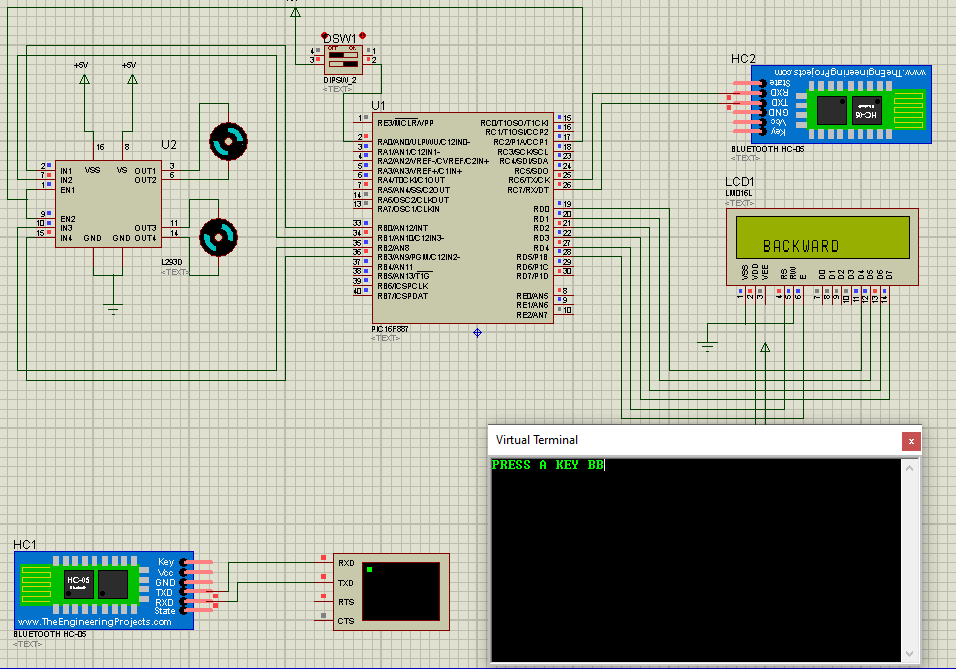 DSW1
OFF ON
4 1
3 2
DIPSW_2
<TEXT>
+5V +5V
16 8
U2
2 IN1 VSS VS OUT1 3
7 IN2 OUT2 6
1 EN1
9 EN2
10 IN3 OUT3 11
15 IN4 GND GND OUT4 14
L293D
<TEXT>
U1
1 RE3/MCLR/VPP
2 RA0/AN0/ULPWU/C12IN0-
3 RA1/AN1/C12IN1-
4 RA2/AN2/VREF-/CVREF/C2IN+
5 RA3/AN3/VREF+/C1IN+
6 RA4/T0CKI/C1OUT
7 RA5/AN4/SS/C2OUT
14 RA6/OSC2/CLKOUT
13 RA7/OSC1/CLKIN
33 RB0/AN12/INT
34 RB1/AN10/C12IN3-
35 RB2/AN8
36 RB3/AN9/PGM/C12IN2-
37 RB4/AN11
38 RB5/AN13/T1G
39 RB6/ICSPCLK
40 RB7/ICSPDAT
RC0/T1OSO/T1CKI 15
RC1/T1OSI/CCP2 16
RC2/P1A/CCP1 17
RC3/SCK/SCL 18
RC4/SDI/SDA 23
RC5/SDO 24
RC6/TX/CK 25
RC7/RX/DT 26
RD0 19
RD1 20
RD2 21
RD3 22
RD4 27
RD5/P1B 28
RD6/P1C 29
RD7/P1D 30
RE0/AN5 8
RE1/AN6 9
RE2/AN7 10
PIC16F887
<TEXT>
HC2
www.TheEngineeringProjects.com
State
RXD
TXD
GND
Vcc
Key
HC-05
BLUETOOTH HC-05
<TEXT>
LCD1
LM016L
BACKWARD
VSS VDD VEE RS RW E D0 D1 D2 D3 D4 D5 D6 D7
1 2 3 4 5 6 7 8 9 10 11 12 13 14
<TEXT>
Virtual Terminal
x
PRESS A KEY BB
HC1
HC-05
Bluetooth
Key
Vcc
GND
TXD
RXD
State
www.TheEngineeringProjects.com
BLUETOOTH HC-05
<TEXT>
RXD
TXD
RTS
CTS